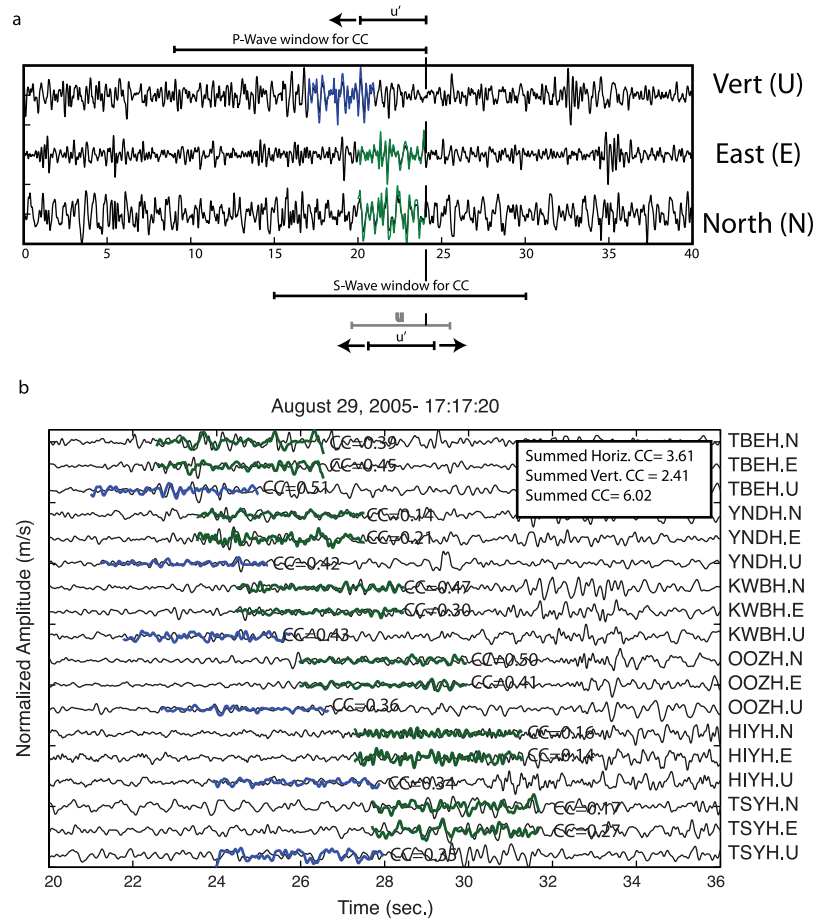 a
u'
P-Wave window for CC
Vert (U)
East (E)
North (N)
0 5 10 15 20 25 30 35 40
S-Wave window for CC
u
u'
b
August 29, 2005- 17:17:20
Normalized Amplitude (m/s)
Summed Horiz. CC= 3.61
Summed Vert. CC = 2.41
Summed CC= 6.02
CC=0.39 TBEH.N
CC=0.45 TBEH.E
CC=0.51 TBEH.U
CC=0.14 YNDH.N
CC=0.21 YNDH.E
CC=0.42 YNDH.U
CC=0.47 KWBH.N
CC=0.30 KWBH.E
CC=0.43 KWBH.U
CC=0.50 OOZH.N
CC=0.41 OOZH.E
CC=0.36 OOZH.U
CC=0.16 HIYH.N
CC=0.14 HIYH.E
CC=0.34 HIYH.U
CC=0.17 TSYH.N
CC=0.27 TSYH.E
CC=0.35 TSYH.U
20 22 24 26 28 30 32 34 36
Time (sec.)